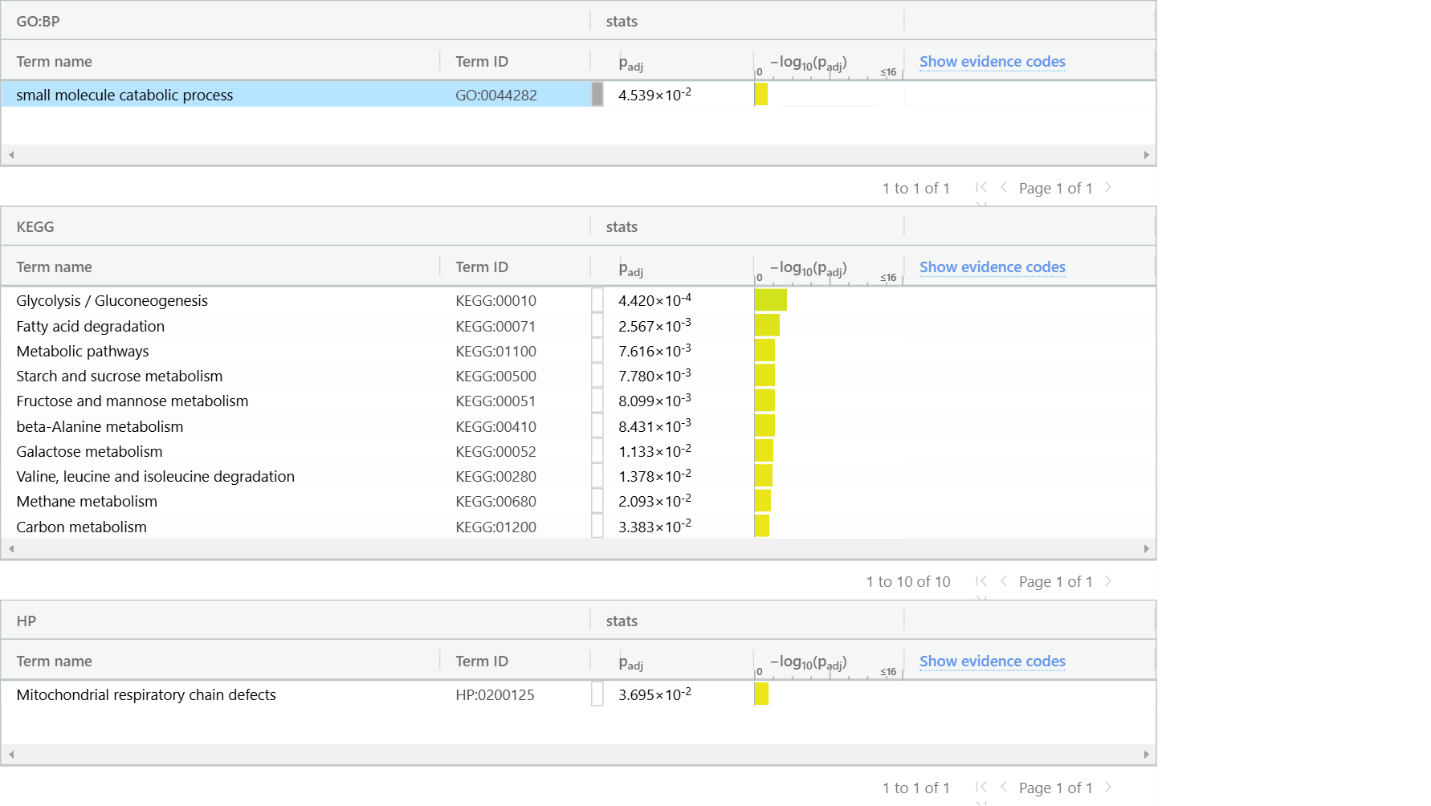 GO:BP stats
Term name Term ID padj 0 −log10(padj) ≤16 Show evidence codes
small molecule catabolic process GO:0044282 4.539×10-2
1 to 1 of 1 Page 1 of 1
KEGG stats
Term name Term ID padj 0 −log10(padj) ≤16 Show evidence codes
Glycolysis / Gluconeogenesis KEGG:00010 4.420×10-4
Fatty acid degradation KEGG:00071 2.567×10-3
Metabolic pathways KEGG:01100 7.616×10-3
Starch and sucrose metabolism KEGG:00500 7.780×10-3
Fructose and mannose metabolism KEGG:00051 8.099×10-3
beta-Alanine metabolism KEGG:00410 8.431×10-3
Galactose metabolism KEGG:00052 1.133×10-2
Valine, leucine and isoleucine degradation KEGG:00280 1.378×10-2
Methane metabolism KEGG:00680 2.093×10-2
Carbon metabolism KEGG:01200 3.383×10-2
1 to 10 of 10 Page 1 of 1
HP stats
Term name Term ID padj 0 −log10(padj) ≤16 Show evidence codes
Mitochondrial respiratory chain defects HP:0200125 3.695×10-2
1 to 1 of 1 Page 1 of 1